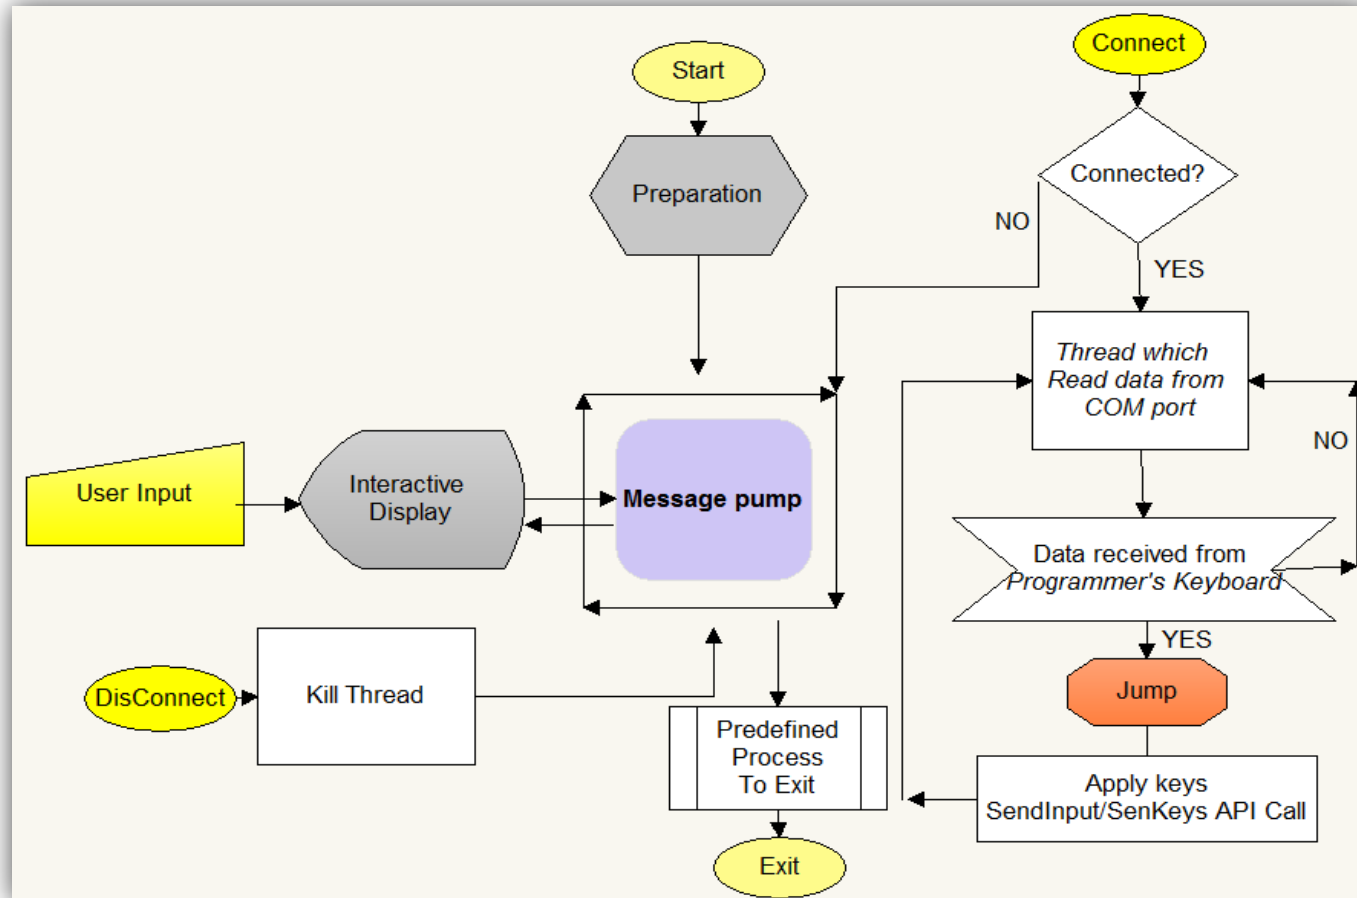 Connect
Start
Connected?
Preparation
NO
YES
Thread which
Read data from
COM port
NO
User Input
Interactive
Display
Message pump
Data received from
Programmer's Keyboard
YES
DisConnect
Kill Thread
Jump
Predefined
Process
To Exit
Apply keys
SendInput/SenKeys API Call
Exit